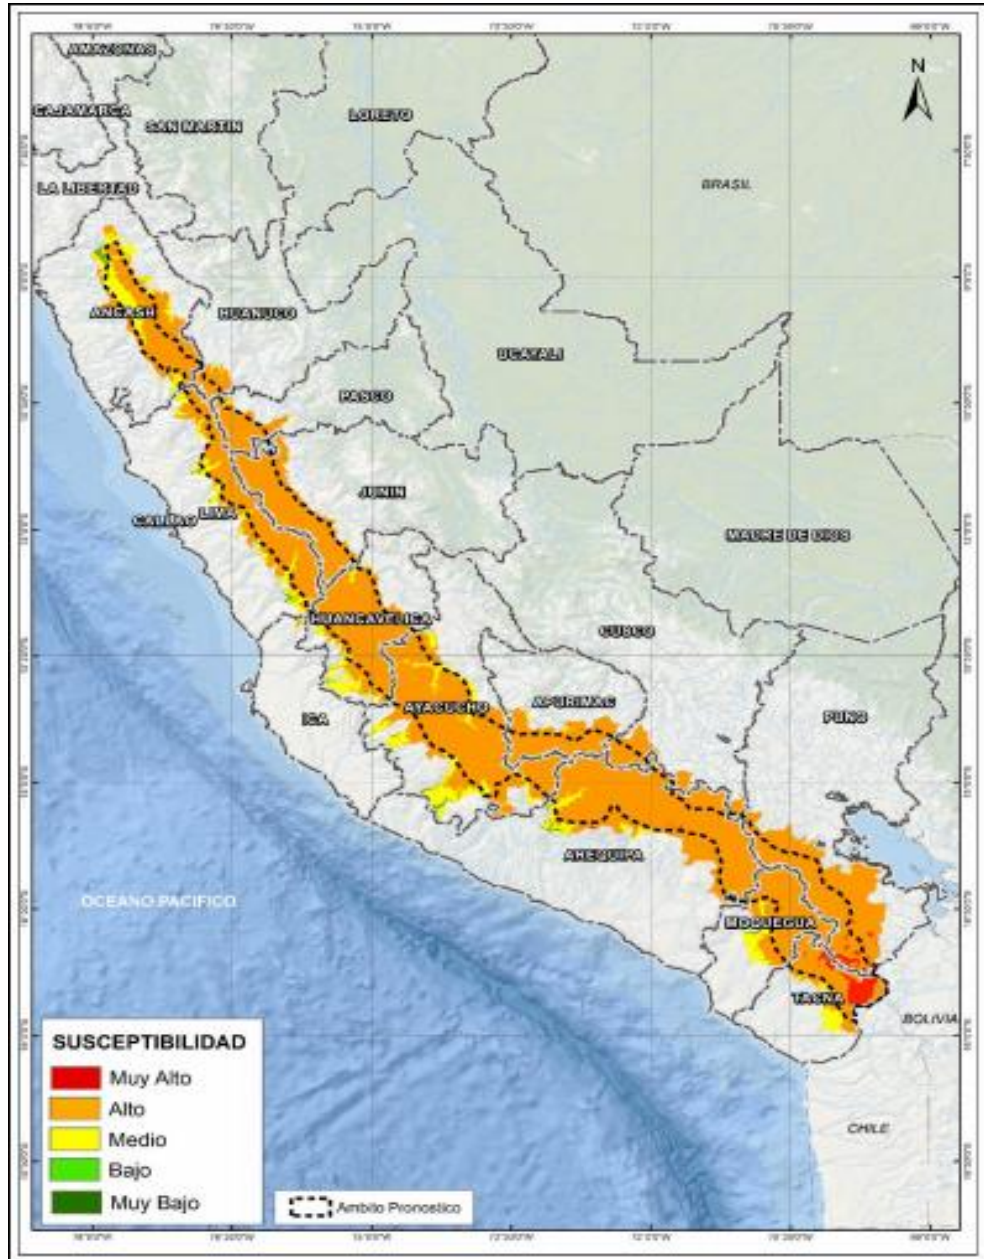 N
AMAZONAS
CAJAMARCA
SAN MARTIN
LORETO
LA LIBERTAD
BRASIL
ANCASH
HUANUCO
UCAYALI
PASCO
JUNIN
LIMA
CALLAO
MADRE DE DIOS
HUANCAVELICA
CUSCO
APURIMAC
AYACUCHO
ICA
PUNO
AREQUIPA
OCEANO PACIFICO
MOQUEGUA
TACNA
BOLIVIA
CHILE
SUSCEPTIBILIDAD
Muy Alto
Alto
Medio
Bajo
Muy Bajo
Ambito Pronostico